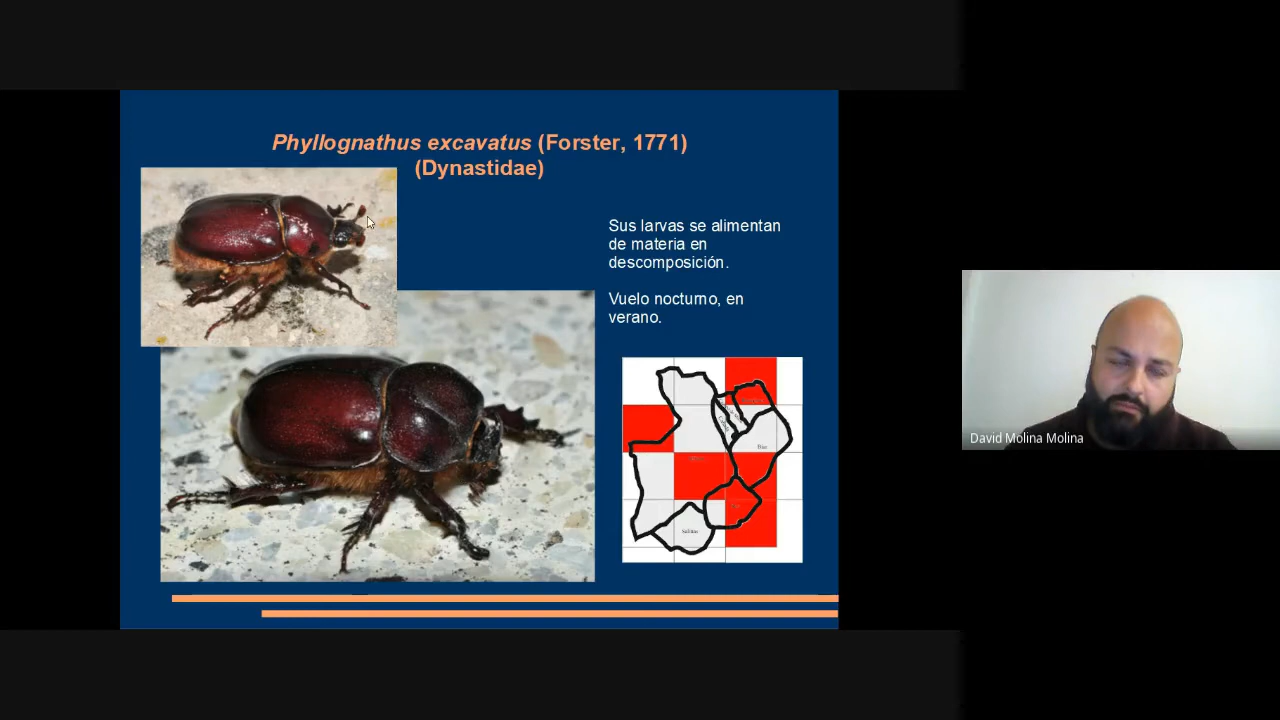 Phyllognathus excavatus (Forster, 1771)
(Dynastidae)
Sus larvas se alimentan
de materia en
descomposición.
Vuelo nocturno, en
verano.
Biar
Salinas
David Molina Molina